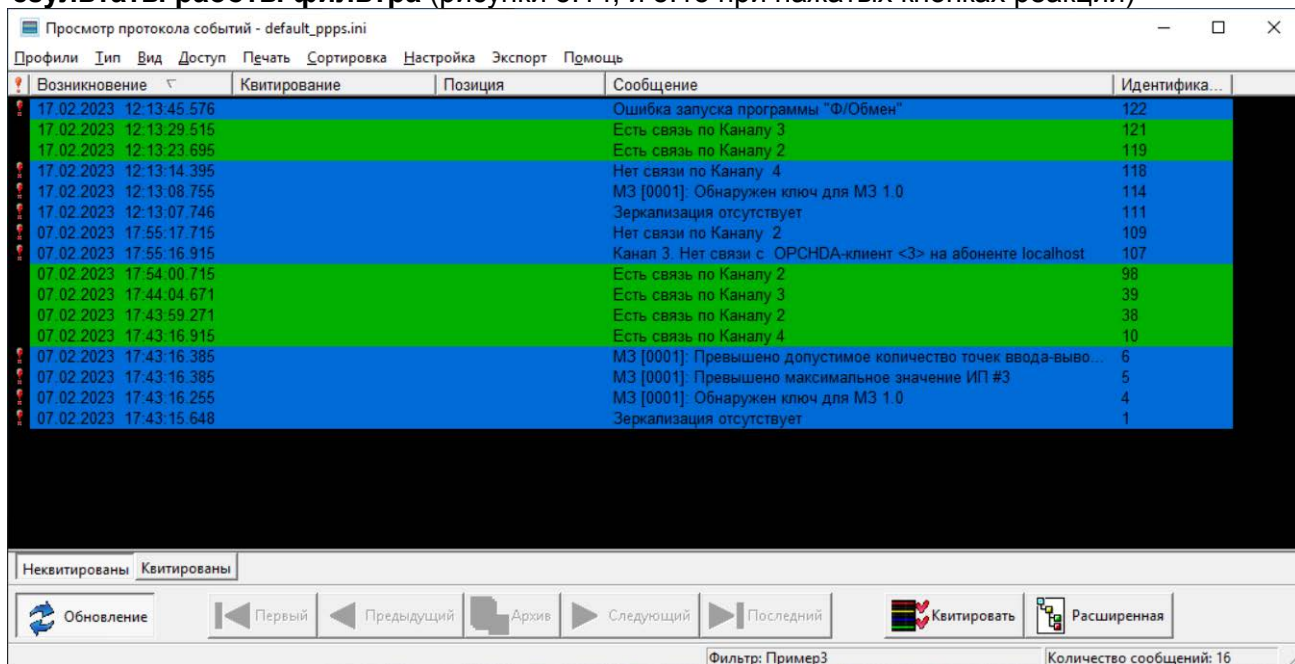 езультаты работы фильтра (рисунки 5.14, и 5.15 при нажатых кнопках реакции)
Просмотр протокола событий - default_ppps.ini
Профили Тип Вид Доступ Печать Сортировка Настройка Экспорт Помощь
Возникновение Квитирование Позиция Сообщение Идентифика...
17.02.2023 12:13:45.576 Ошибка запуска программы "Ф/Обмен" 122
17.02.2023 12:13:29.515 Есть связь по Каналу 3 121
17.02.2023 12:13:23.695 Есть связь по Каналу 2 119
17.02.2023 12:13:14.395 Нет связи по Каналу 4 118
17.02.2023 12:13:08.755 МЗ [0001]: Обнаружен ключ для МЗ 1.0 114
17.02.2023 12:13:07.746 Зеркализация отсутствует 111
07.02.2023 17:55:17.715 Нет связи по Каналу 2 109
07.02.2023 17:55:16.915 Канал 3. Нет связи с OPCHDA-клиент <3> на абоненте localhost 107
07.02.2023 17:54:00.715 Есть связь по Каналу 2 98
07.02.2023 17:44:04.671 Есть связь по Каналу 3 39
07.02.2023 17:43:59.271 Есть связь по Каналу 2 38
07.02.2023 17:43:16.915 Есть связь по Каналу 4 10
07.02.2023 17:43:16.385 МЗ [0001]: Превышено допустимое количество точек ввода-выво... 6
07.02.2023 17:43:16.385 МЗ [0001]: Превышено максимальное значение ИП #3 5
07.02.2023 17:43:16.255 МЗ [0001]: Обнаружен ключ для МЗ 1.0 4
07.02.2023 17:43:15.648 Зеркализация отсутствует 1
Неквитированы Квитированы
Обновление Первый Предыдущий Архив Следующий Последний Квитировать Расширенная
Фильтр: Пример3 Количество сообщений: 16